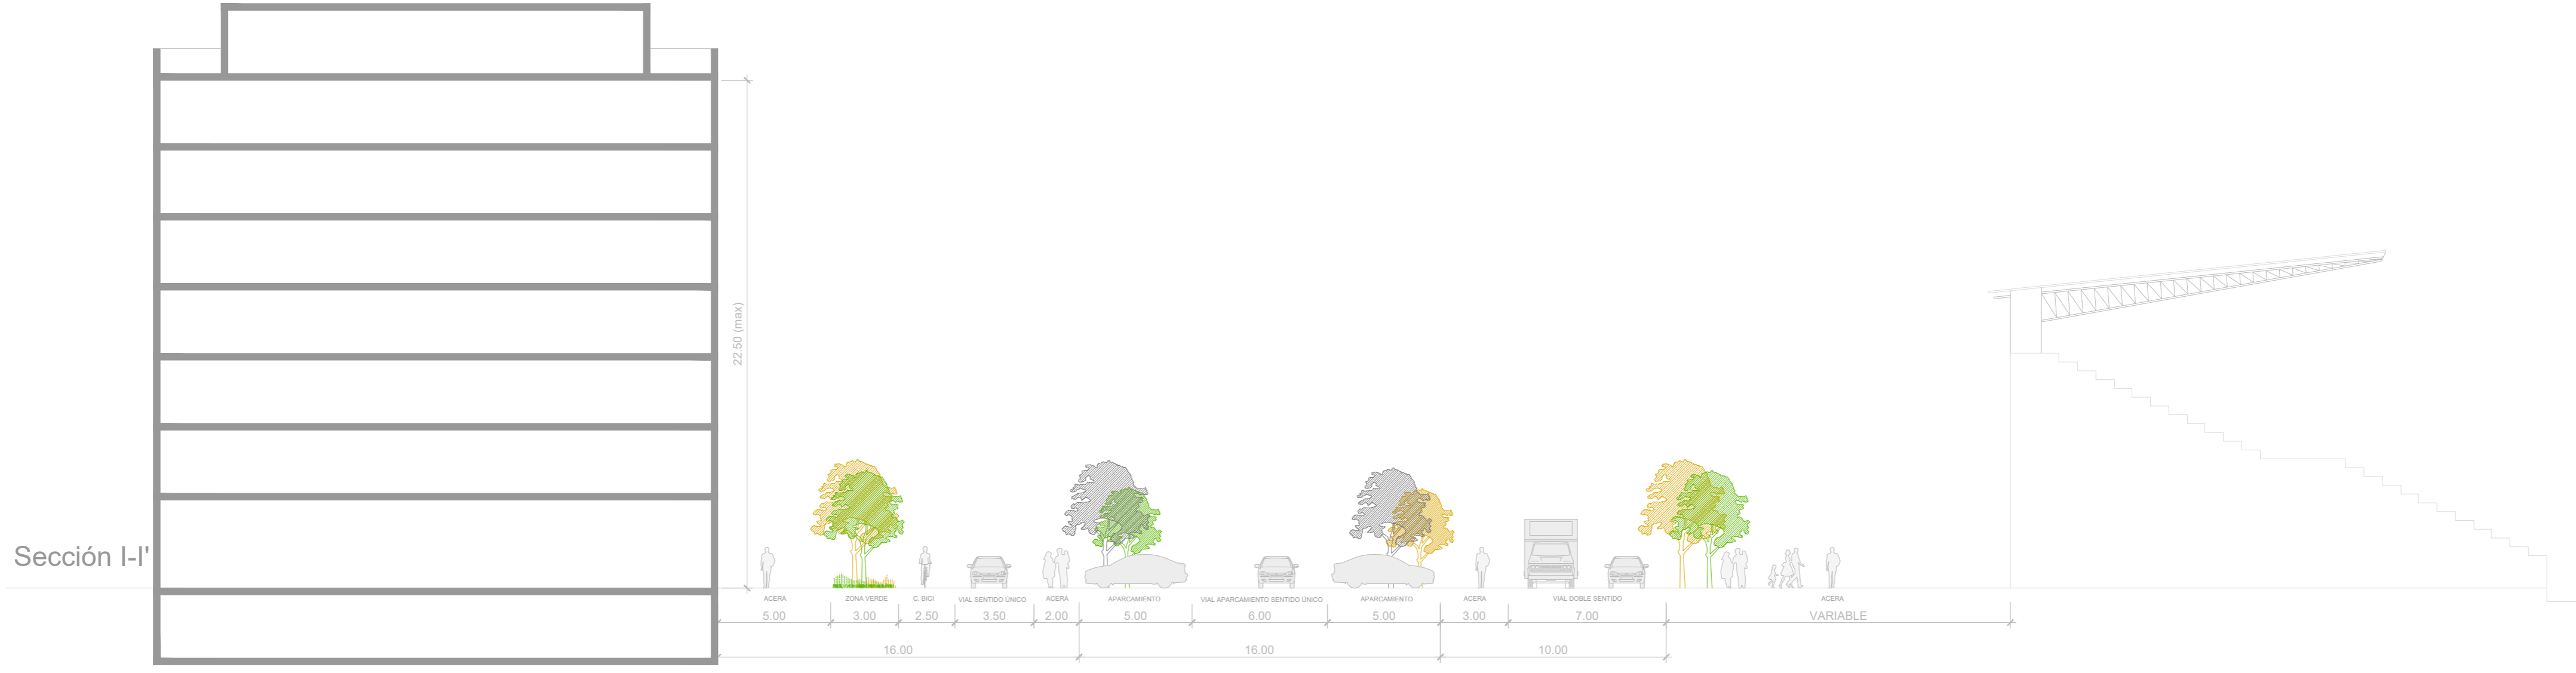 22.50 (max)
Sección I-I'
ACERA ZONA VERDE C. BICI VIAL SENTIDO ÚNICO ACERA APARCAMIENTO VIAL APARCAMIENTO SENTIDO ÚNICO APARCAMIENTO ACERA VIAL DOBLE SENTIDO ACERA
5.00 3.00 2.50 3.50 2.00 5.00 6.00 5.00 3.00 7.00 VARIABLE
16.00 16.00 10.00